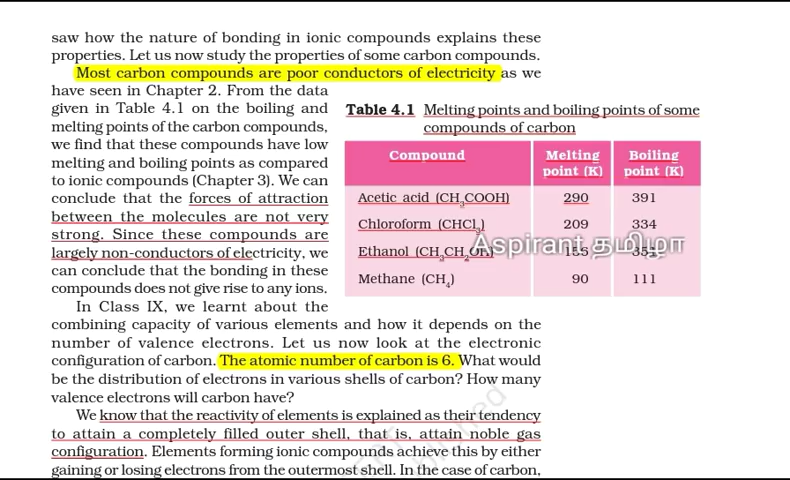 saw how the nature of bonding in ionic compounds explains these
properties. Let us now study the properties of some carbon compounds.
Most carbon compounds are poor conductors of electricity as we
have seen in Chapter 2. From the data
given in Table 4.1 on the boiling and
melting points of the carbon compounds,
we find that these compounds have low
melting and boiling points as compared
to ionic compounds (Chapter 3). We can
conclude that the forces of attraction
between the molecules are not very
strong. Since these compounds are
largely non-conductors of electricity, we
can conclude that the bonding in these
compounds does not give rise to any ions.
Table 4.1 Melting points and boiling points of some
compounds of carbon
Compound Melting point (K) Boiling point (K)
Acetic acid (CH₃COOH) 290 391
Chloroform (CHCl₃) 209 334
Ethanol (CH₃CH₂OH)
Methane (CH₄) 90 111
Aspirant தமிழா
In Class IX, we learnt about the
combining capacity of various elements and how it depends on the
number of valence electrons. Let us now look at the electronic
configuration of carbon. The atomic number of carbon is 6. What would
be the distribution of electrons in various shells of carbon? How many
valence electrons will carbon have?
We know that the reactivity of elements is explained as their tendency
to attain a completely filled outer shell, that is, attain noble gas
configuration. Elements forming ionic compounds achieve this by either
gaining or losing electrons from the outermost shell. In the case of carbon,